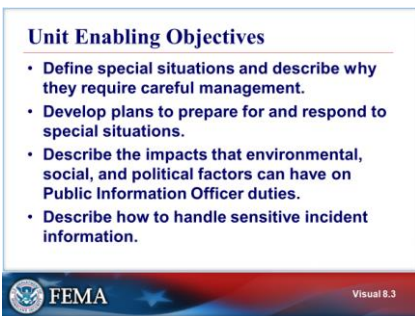 Unit Enabling Objectives
• Define special situations and describe why
they require careful management.
• Develop plans to prepare for and respond to
special situations.
• Describe the impacts that environmental,
social, and political factors can have on
Public Information Officer duties.
• Describe how to handle sensitive incident
information.
FEMA
Visual 8.3